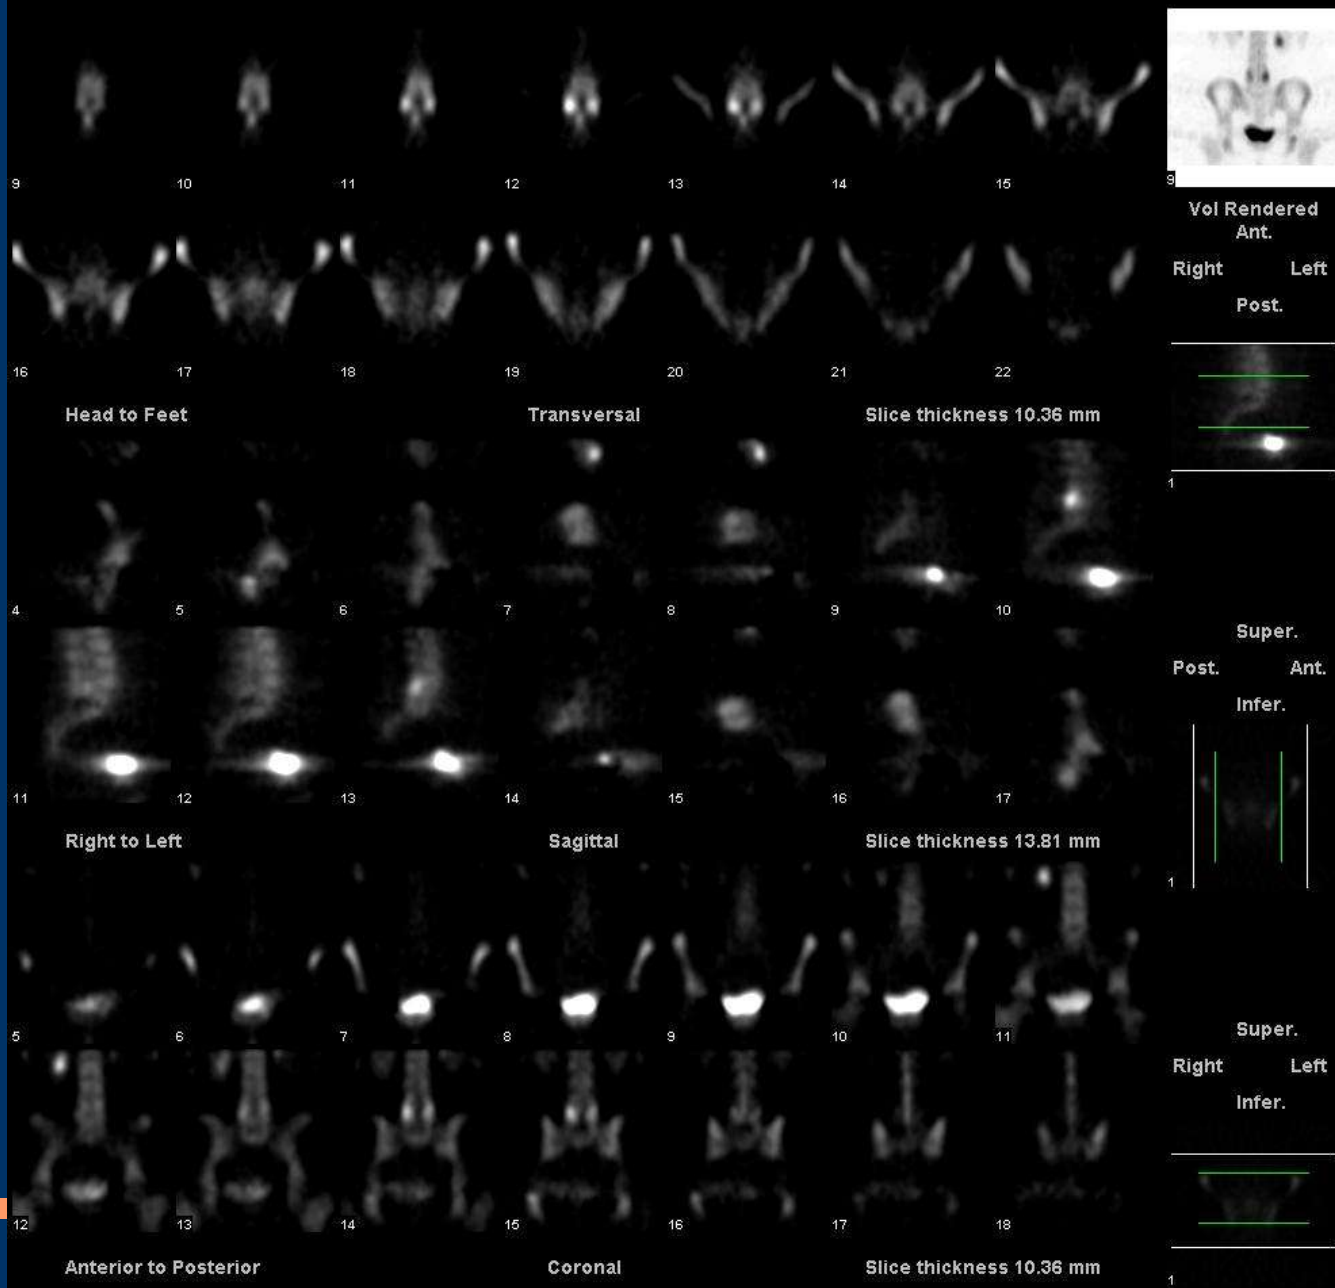 9 10 11 12 13 14 15
9
Vol Rendered
Ant.
Right Left
Post.
16 17 18 19 20 21 22
Head to Feet Transversal Slice thickness 10.36 mm
1
4 5 6 7 8 9 10
Super.
Post. Ant.
Infer.
11 12 13 14 15 16 17
Right to Left Sagittal Slice thickness 13.81 mm
1
5 6 7 8 9 10 11
Super.
Right Left
Infer.
12 13 14 15 16 17 18
Anterior to Posterior Coronal Slice thickness 10.36 mm
1